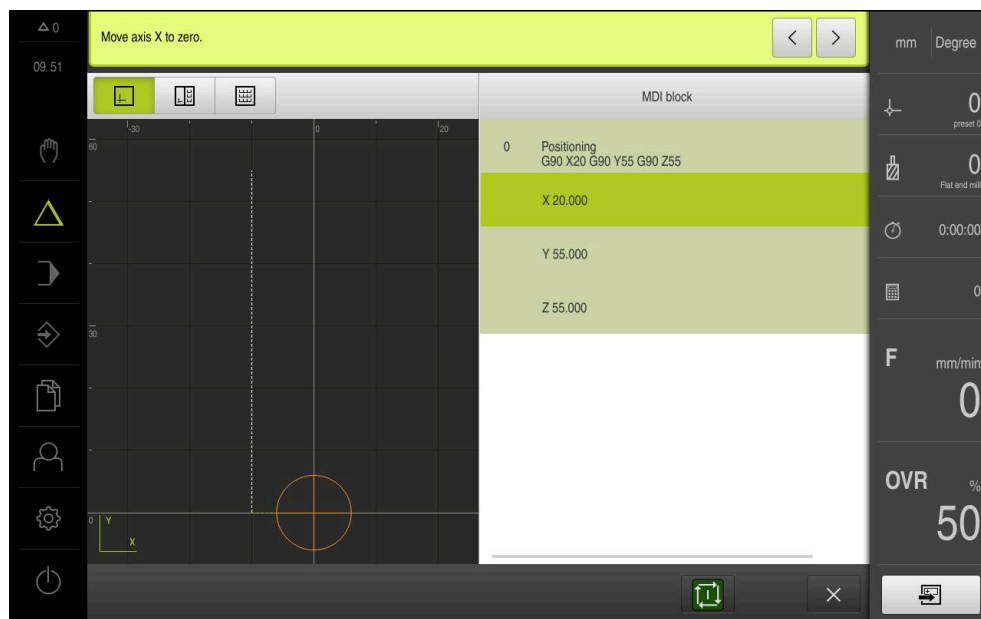 0
Move axis X to zero.
mm Degree
09 51
MDI block
-30
0
20
0
preset 0
60
0 Positioning
G90 X20 G90 Y55 G90 Z55
0
Flat end mill
X 20.000
0:00:00
Y 55.000
0
Z 55.000
30
F mm/min
0
OVR %
50
0 Y
X